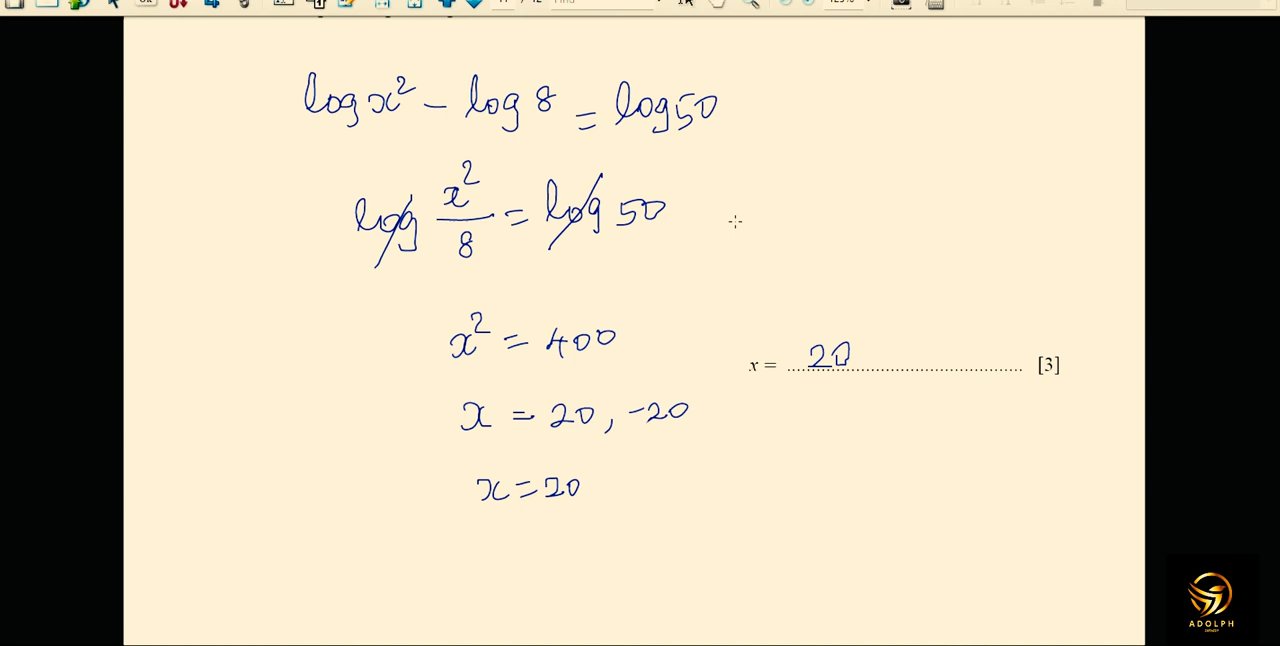 log x² - log 8 = log 50
log x²/8 = log 50
x² = 400
x = 20 [3]
x = 20, -20
x = 20
ADOLPH